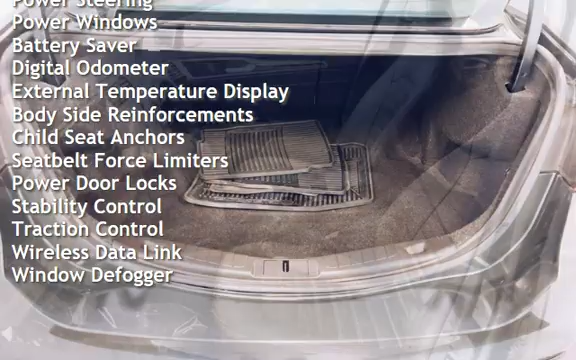 Power Steering
Power Windows
Battery Saver
Digital Odometer
External Temperature Display
Body Side Reinforcements
Child Seat Anchors
Seatbelt Force Limiters
Power Door Locks
Stability Control
Traction Control
Wireless Data Link
Window Defogger